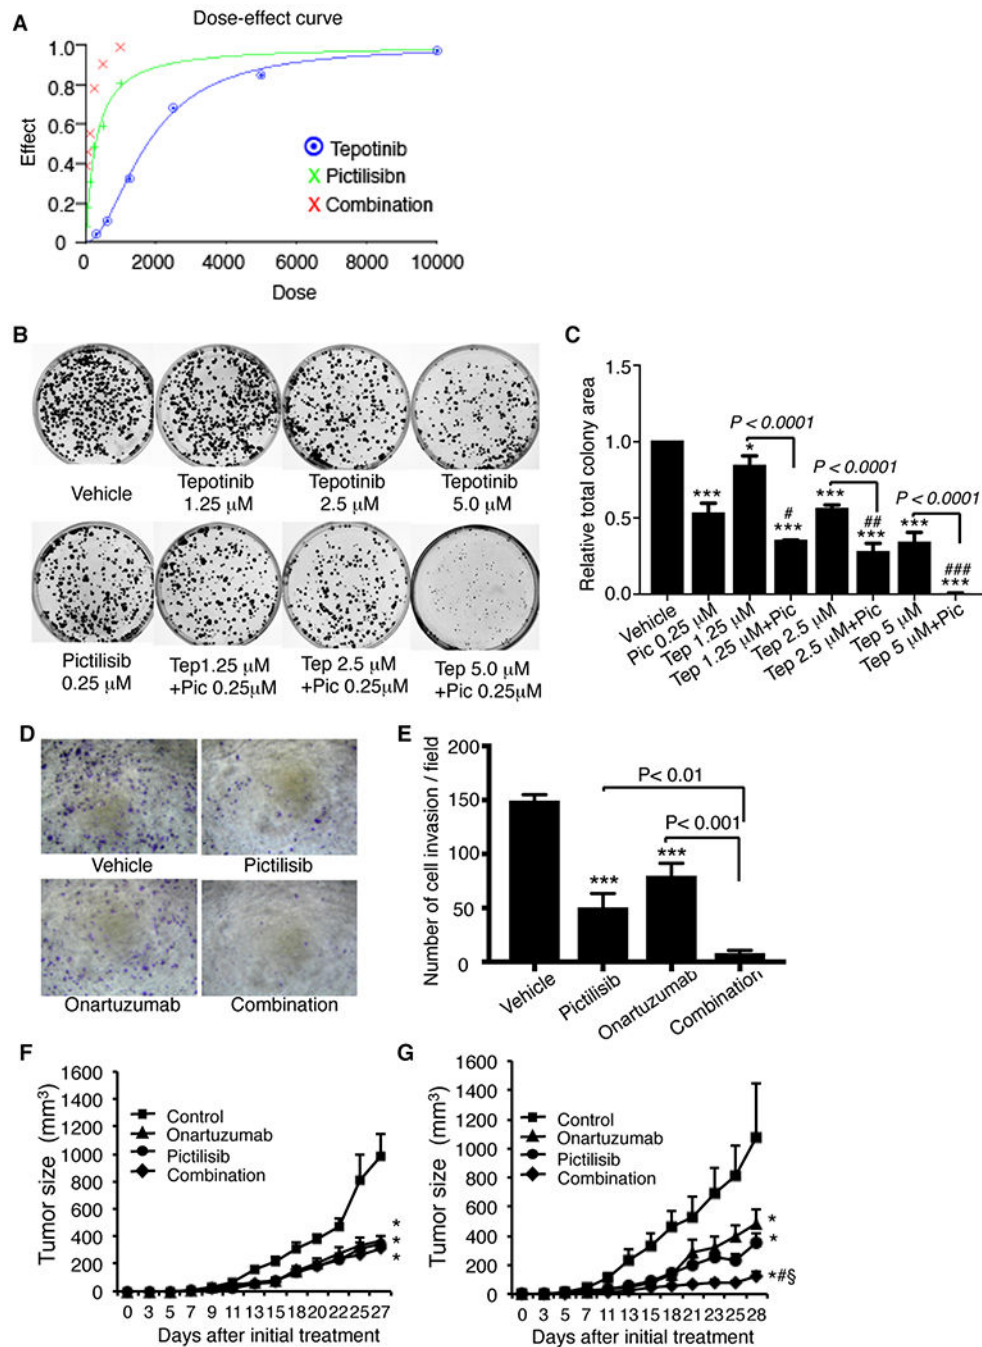 A
Dose-effect curve
1.0
0.8
0.6
0.4
0.2
0
Effect
Tepotinib
Pictilisibn
Combination
0 2000 4000 6000 8000 10000
Dose
B
Vehicle
Tepotinib
1.25 μM
Tepotinib
2.5 μM
Tepotinib
5.0 μM
Pictilisib
0.25 μM
Tep1.25 μM
+Pic 0.25μM
Tep 2.5 μM
+Pic 0.25μM
Tep 5.0 μM
+Pic 0.25μM
C
Relative total colony area
1.5
1.0
0.5
0.0
P < 0.0001
P < 0.0001
P < 0.0001
***
*
#
***
***
##
***
***
###
***
Vehicle
Pic 0.25 μM
Tep 1.25 μM
Tep 1.25 μM+Pic
Tep 2.5 μM
Tep 2.5 μM+Pic
Tep 5 μM
Tep 5 μM+Pic
D
Vehicle
Pictilisib
Onartuzumab
Combination
E
Number of cell invasion / field
200
150
100
50
0
P< 0.01
P< 0.001
***
***
Vehicle
Pictilisib
Onartuzumab
Combination
F
Tumor size (mm³)
1600
1400
1200
1000
800
600
400
200
0
Control
Onartuzumab
Pictilisib
Combination
*
*
*
0 3 5 7 9 11 13 15 18 20 22 25 27
Days after initial treatment
G
Tumor size (mm³)
1600
1400
1200
1000
800
600
400
200
0
Control
Onartuzumab
Pictilisib
Combination
*
*
*#§
0 3 5 7 11 13 15 18 21 23 25 28
Days after initial treatment